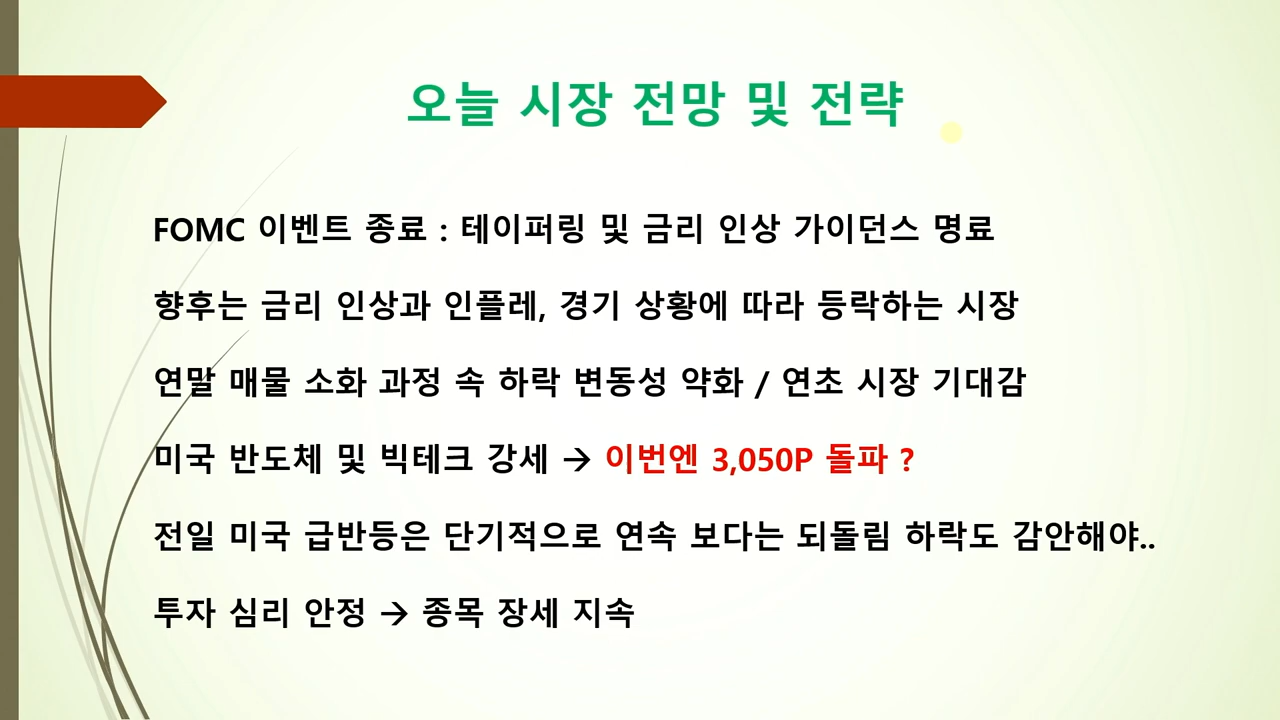 오늘 시장 전망 및 전략
FOMC 이벤트 종료 : 테이퍼링 및 금리 인상 가이던스 명료
향후는 금리 인상과 인플레, 경기 상황에 따라 등락하는 시장
연말 매물 소화 과정 속 하락 변동성 약화 / 연초 시장 기대감
미국 반도체 및 빅테크 강세 → 이번엔 3,050P 돌파 ?
전일 미국 급반등은 단기적으로 연속 보다는 되돌림 하락도 감안해야..
투자 심리 안정 → 종목 장세 지속